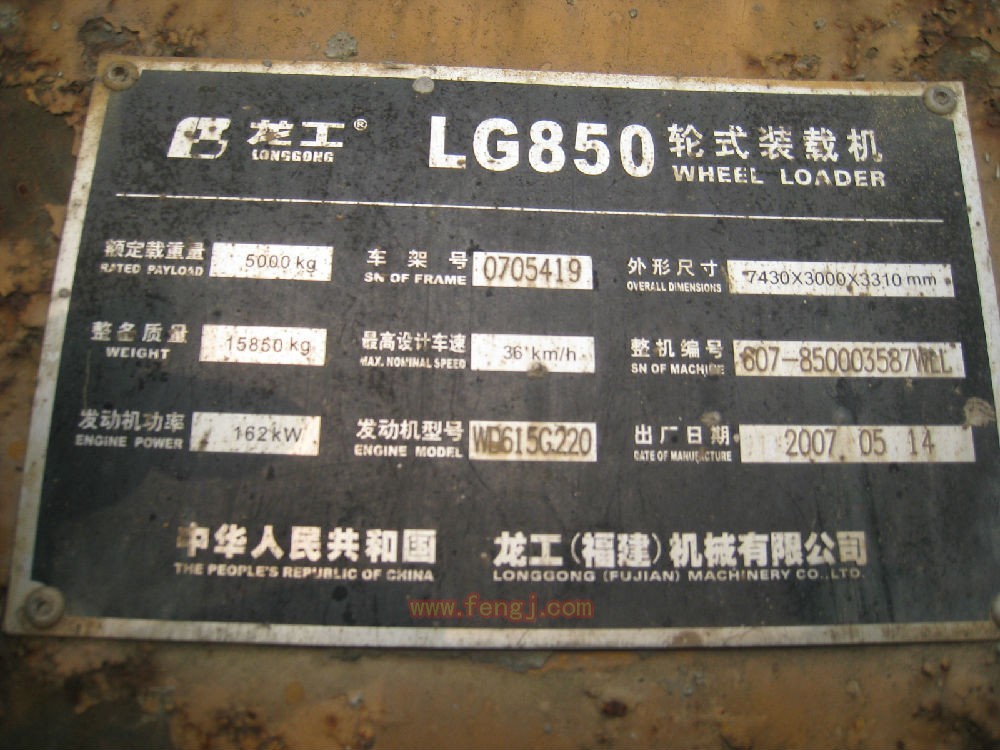 龙工® LG850 轮式装载机
LONGGONG WHEEL LOADER
额定载重量 5000 kg 车架号 0705419 外形尺寸 7430X3000X3310 mm
RATED PAYLOAD SN OF FRAME OVERALL DIMENSIONS
整备质量 15850 kg 最高设计车速 36 km/h 整机编号 607-850003587WLL
WEIGHT MAX. NOMINAL SPEED SN OF MACHINE
发动机功率 162kW 发动机型号 WD615G220 出厂日期 2007 05 14
ENGINE POWER ENGINE MODEL DATE OF MANUFACTURE
中华人民共和国 龙工(福建)机械有限公司
THE PEOPLE'S REPUBLIC OF CHINA LONGGONG (FUJIAN) MACHINERY CO.,LTD.
www.fengj.com